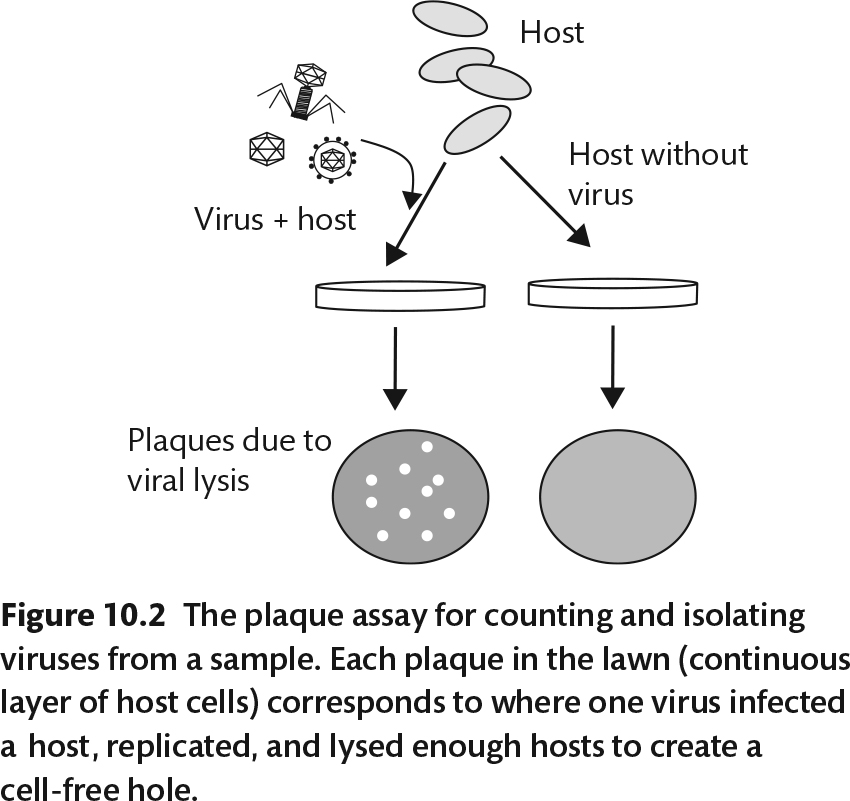 Host
Host without
virus
Virus + host
Plaques due to
viral lysis
Figure 10.2 The plaque assay for counting and isolating
viruses from a sample. Each plaque in the lawn (continuous
layer of host cells) corresponds to where one virus infected
a host, replicated, and lysed enough hosts to create a
cell-free hole.